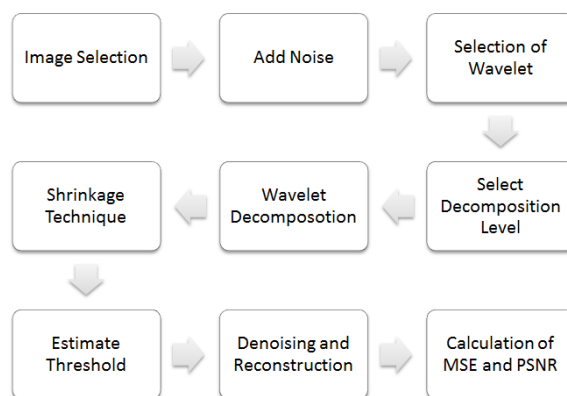 Image Selection
Add Noise
Selection of
Wavelet
Select
Decomposition
Level
Wavelet
Decomposotion
Shrinkage
Technique
Estimate
Threshold
Denoising and
Reconstruction
Calculation of
MSE and PSNR